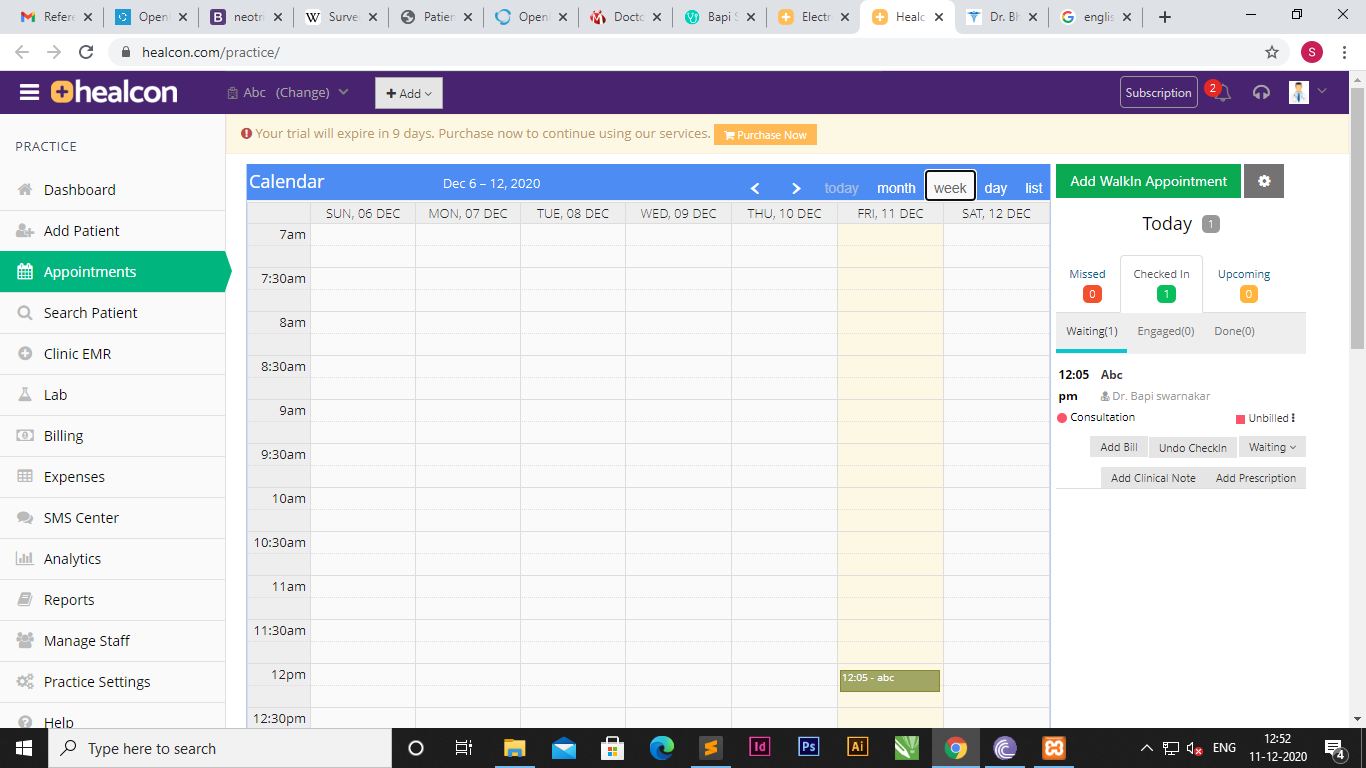 Refere
OpenI
neotri
W Surve
Patien
OpenI
Docto
Bapi S
Electr
Healc
Dr. Bh
englis
healcon.com/practice/
S
healcon
Abc (Change)
+ Add
Subscription
2
Your trial will expire in 9 days. Purchase now to continue using our services. Purchase Now
PRACTICE
Dashboard
Add Patient
Appointments
Search Patient
Clinic EMR
Lab
Billing
Expenses
SMS Center
Analytics
Reports
Manage Staff
Practice Settings
Help
Calendar
Dec 6 – 12, 2020
< > today month week day list
SUN, 06 DEC MON, 07 DEC TUE, 08 DEC WED, 09 DEC THU, 10 DEC FRI, 11 DEC SAT, 12 DEC
7am
7:30am
8am
8:30am
9am
9:30am
10am
10:30am
11am
11:30am
12pm
12:05 - abc
12:30pm
Add WalkIn Appointment
Today 1
Missed Checked In Upcoming
0 1 0
Waiting(1) Engaged(0) Done(0)
12:05 Abc
pm Dr. Bapi swarnakar
Consultation Unbilled
Add Bill Undo CheckIn Waiting
Add Clinical Note Add Prescription
Type here to search
Id
Ps
Ai
ENG
12:52
11-12-2020
4